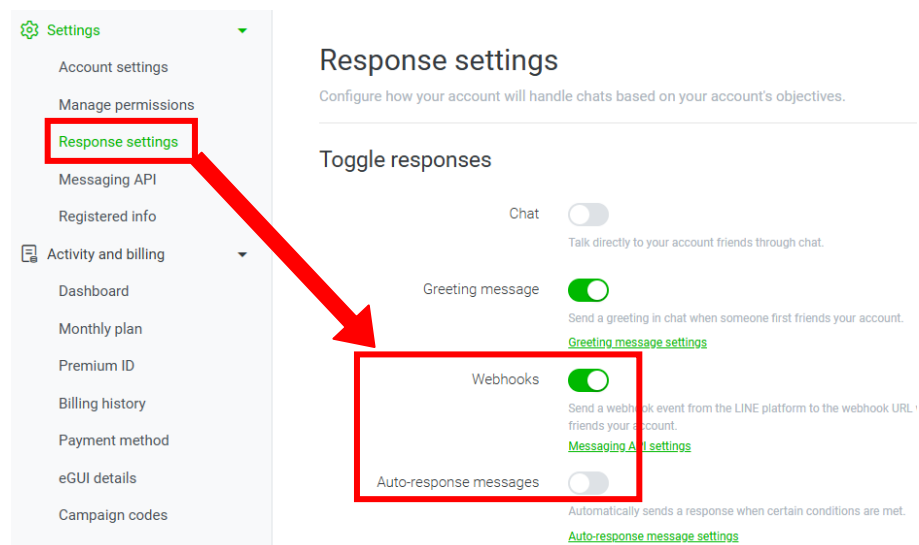 Settings
Account settings
Manage permissions
Response settings
Messaging API
Registered info
Activity and billing
Dashboard
Monthly plan
Premium ID
Billing history
Payment method
eGUI details
Campaign codes
Response settings
Configure how your account will handle chats based on your account's objectives.
Toggle responses
Chat
Talk directly to your account friends through chat.
Greeting message
Send a greeting in chat when someone first friends your account.
Greeting message settings
Webhooks
Send a webhook event from the LINE platform to the webhook URL
friends your account.
Messaging API settings
Auto-response messages
Automatically sends a response when certain conditions are met.
Auto-response message settings